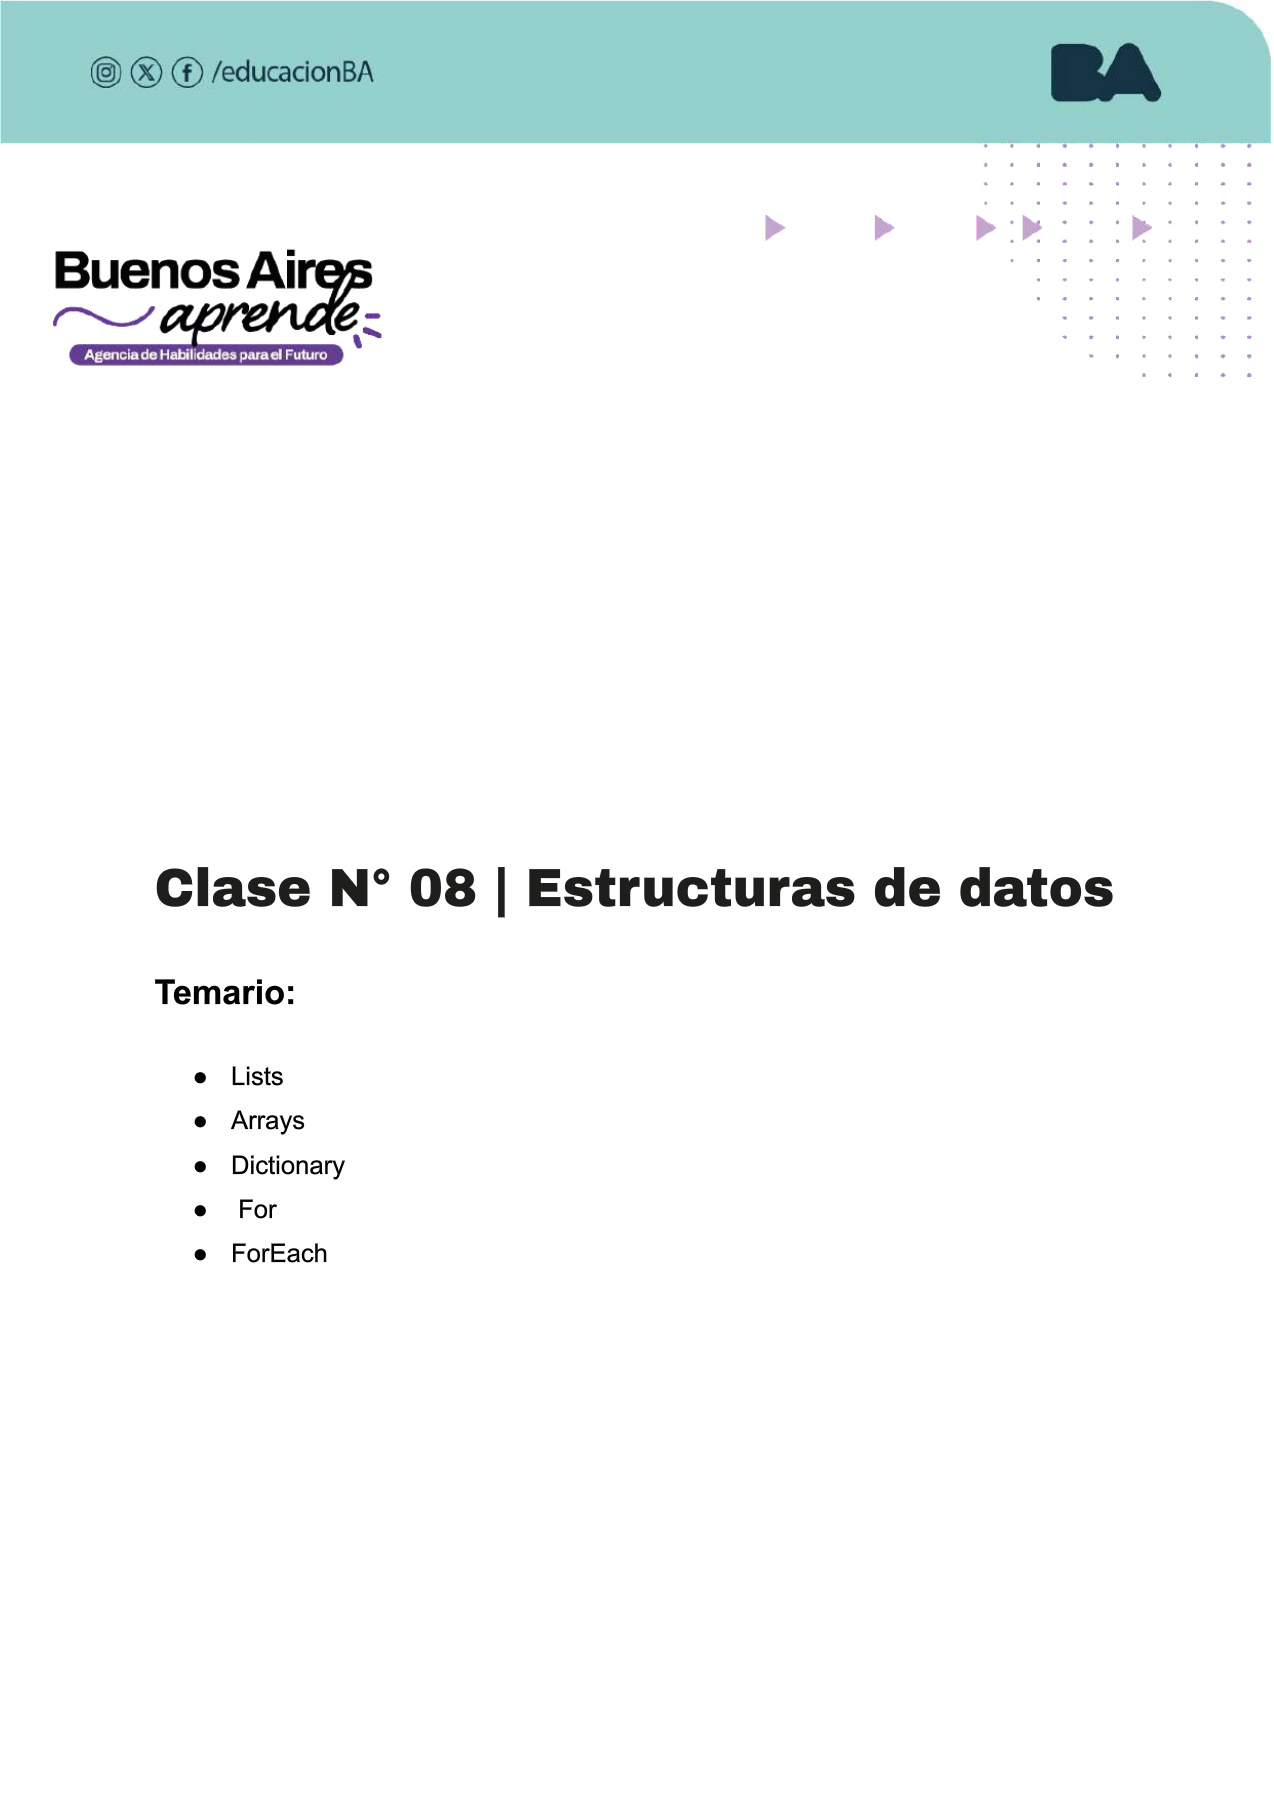 /educacionBA
BA
Buenos Aires
aprende
Agencia de Habilidades para el Futuro
Clase N° 08 | Estructuras de datos
Temario:
● Lists
● Arrays
● Dictionary
● For
● ForEach